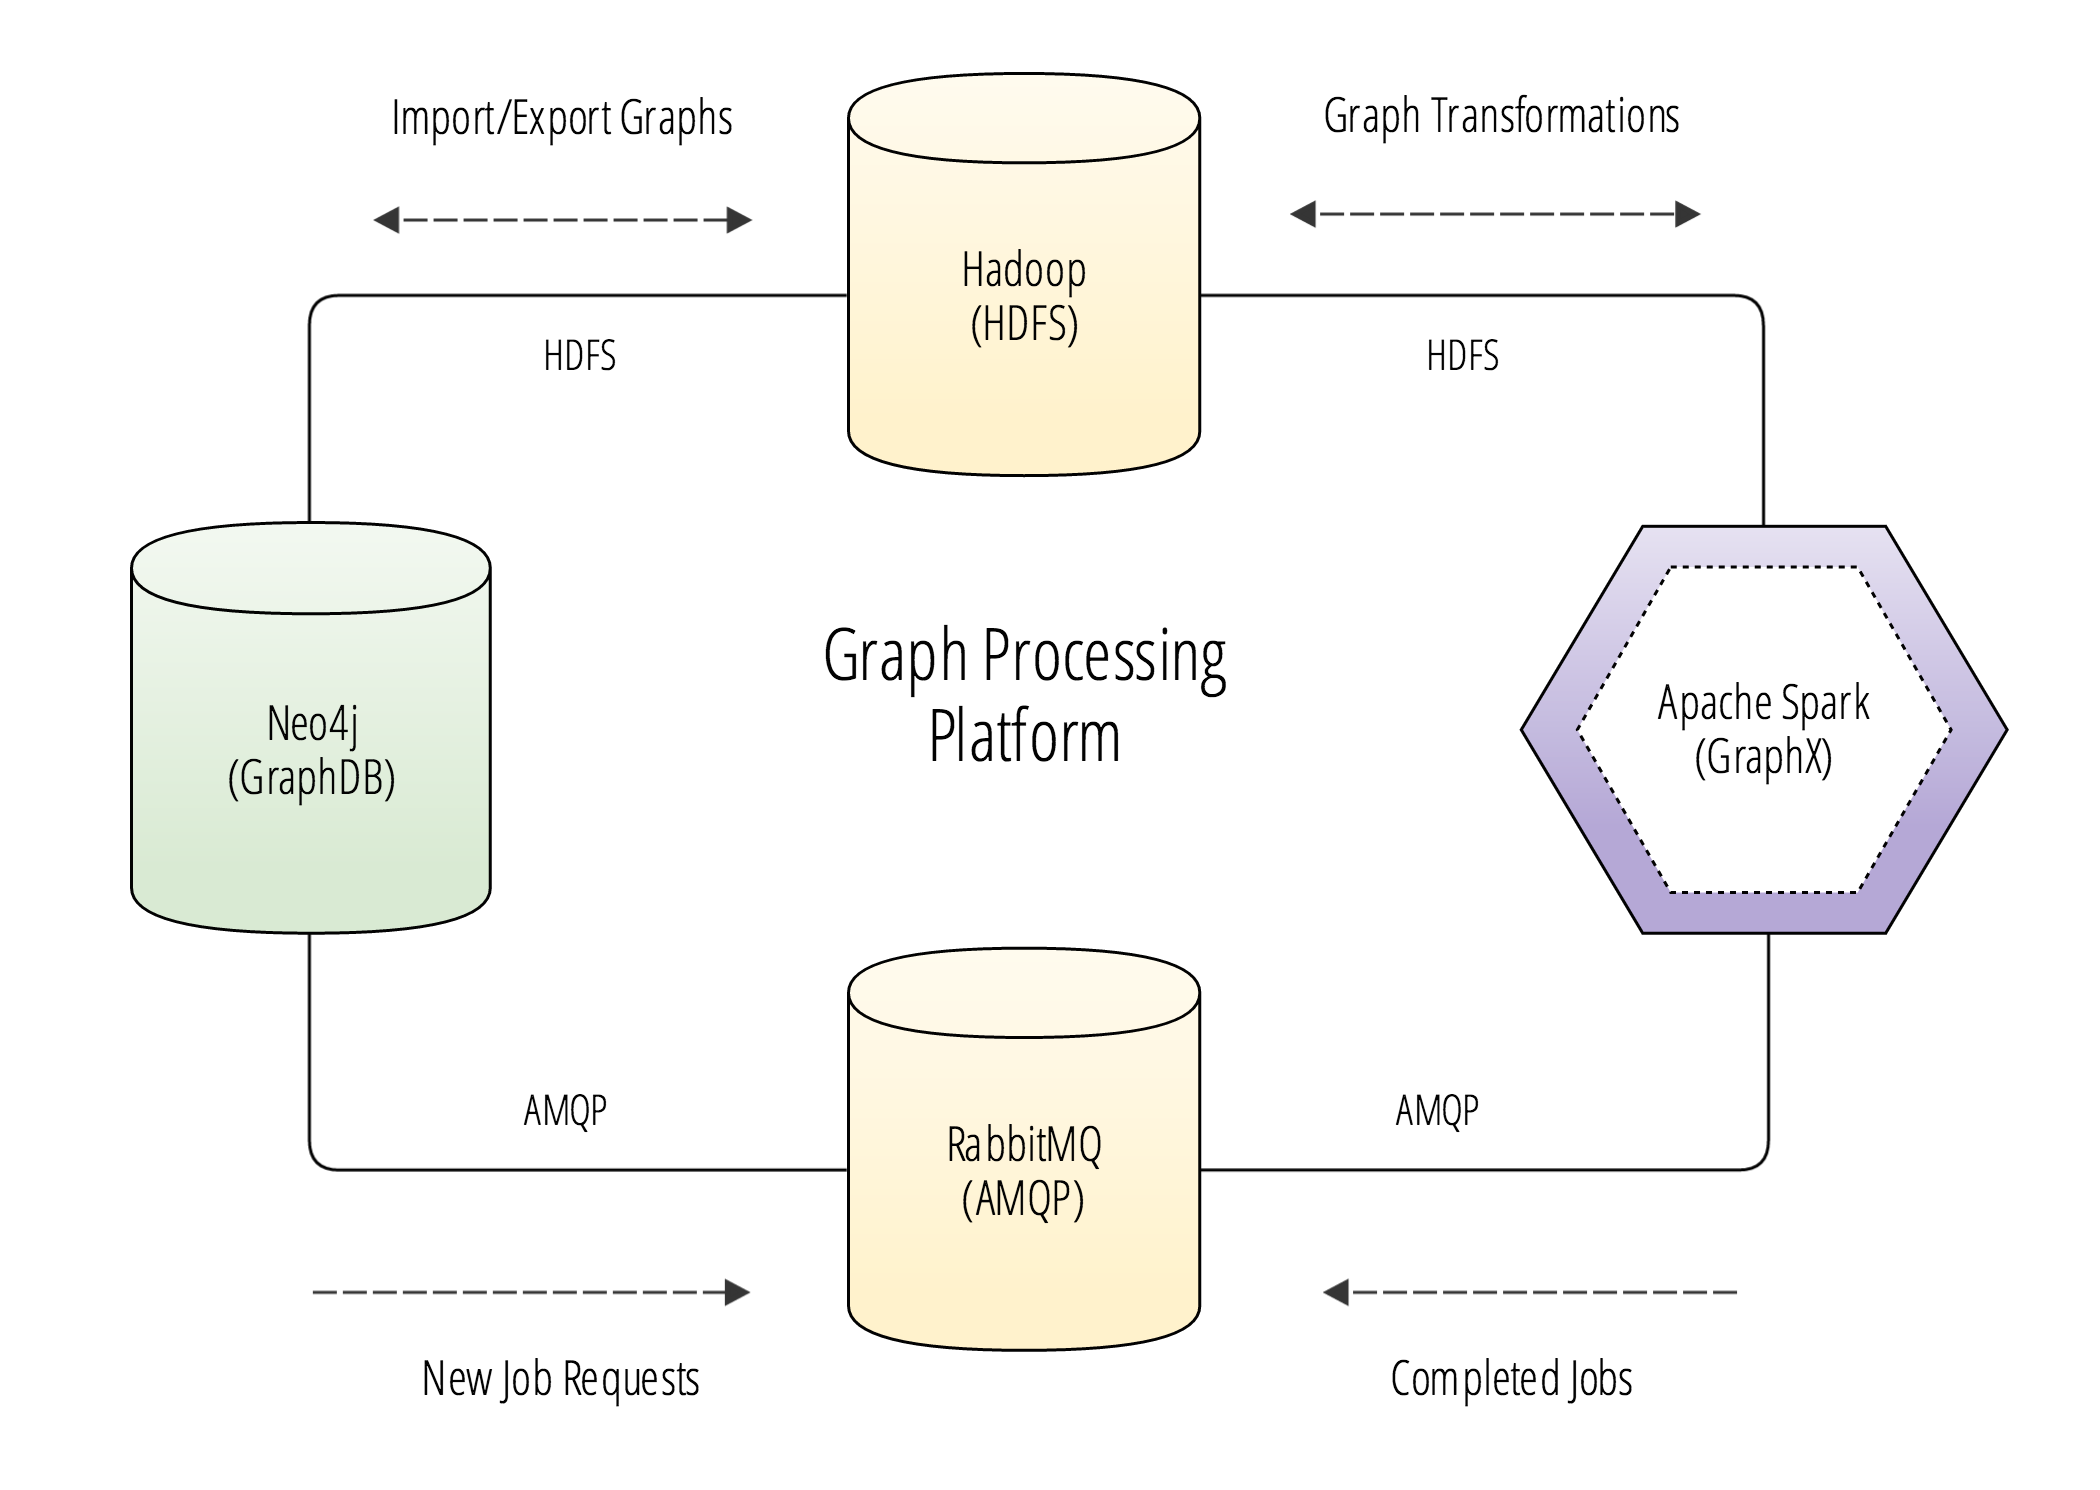 Import/Export Graphs
Graph Transformations
Hadoop
(HDFS)
HDFS
HDFS
Neo4j
(GraphDB)
Graph Processing
Platform
Apache Spark
(GraphX)
AMQP
AMQP
RabbitMQ
(AMQP)
New Job Requests
Completed Jobs